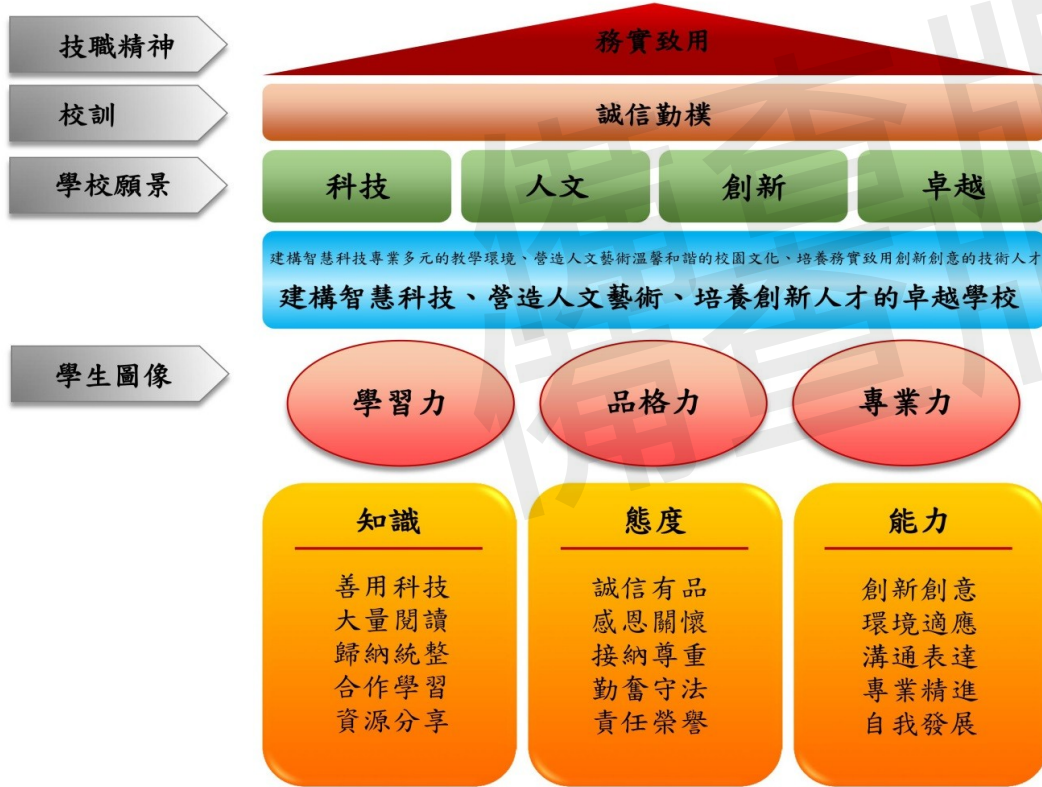 技職精神
務實致用
校訓
誠信勤樸
學校願景
科技
人文
創新
卓越
建構智慧科技專業多元的教學環境、營造人文藝術溫馨和諧的校園文化、培養務實致用創新創意的技術人才
建構智慧科技、營造人文藝術、培養創新人才的卓越學校
學生圖像
學習力
品格力
專業力
知識
善用科技
大量閱讀
歸納統整
合作學習
資源分享
態度
誠信有品
感恩關懷
接納尊重
勤奮守法
責任榮譽
能力
創新創意
環境適應
溝通表達
專業精進
自我發展
備查
備查